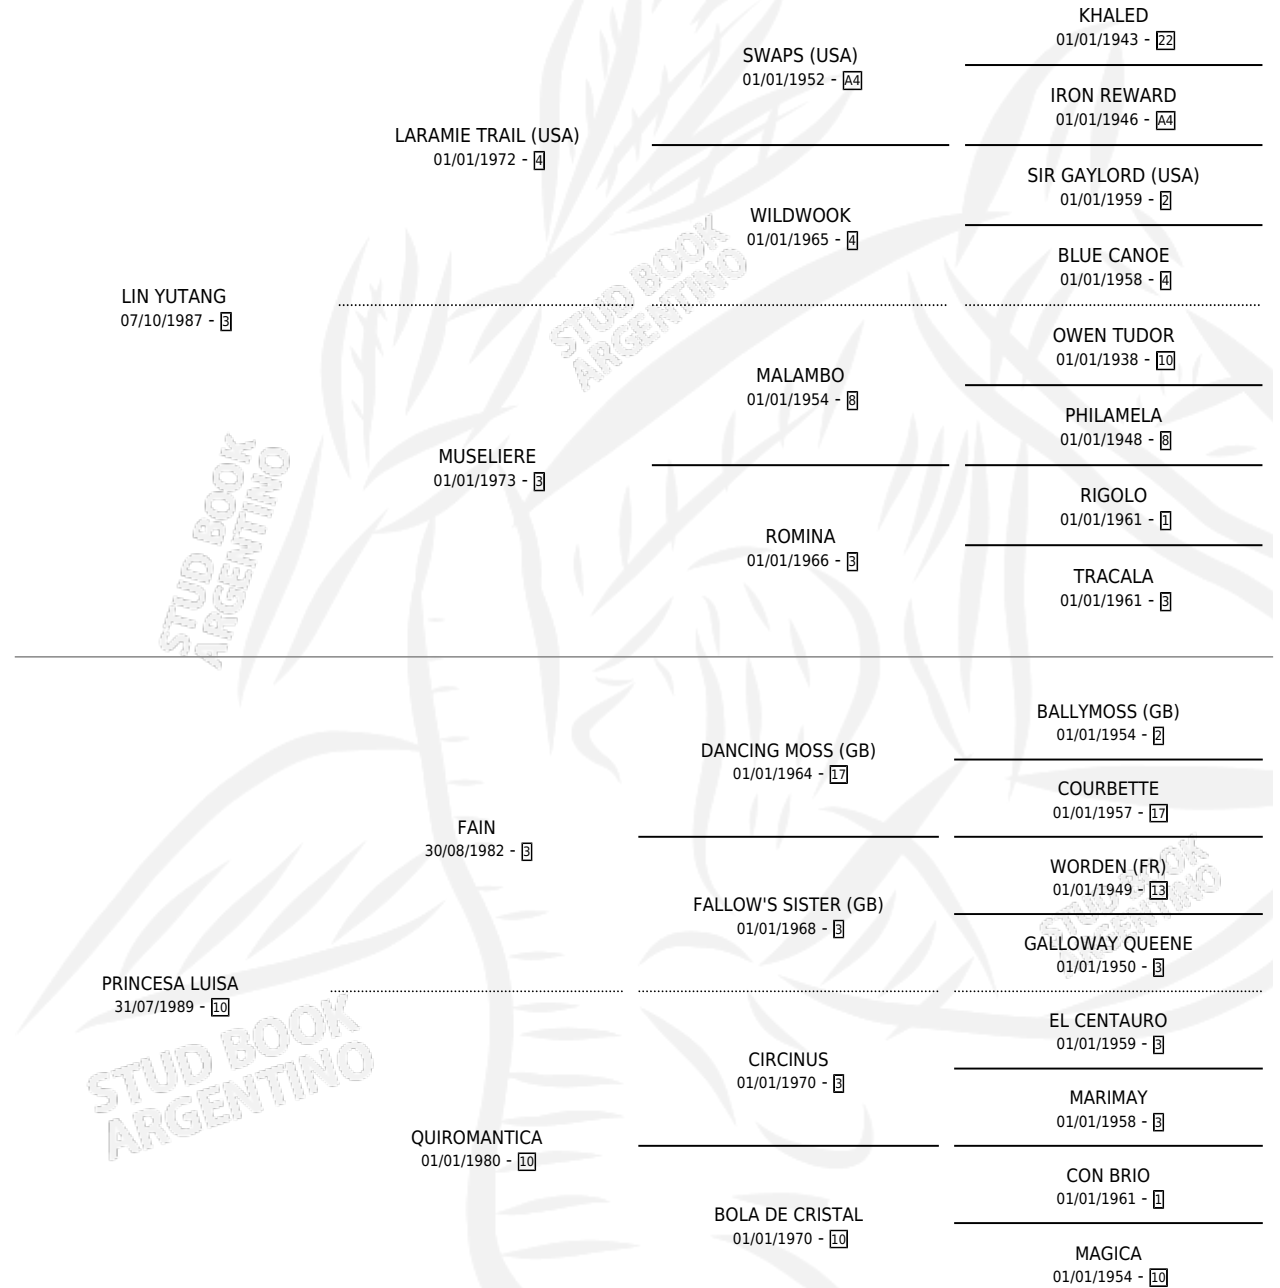 KHALED
01/01/1943 - 22
SWAPS (USA)
01/01/1952 - A4
IRON REWARD
01/01/1946 - A4
LARAMIE TRAIL (USA)
01/01/1972 - 4
SIR GAYLORD (USA)
01/01/1959 - 2
WILDWOOK
01/01/1965 - 4
BLUE CANOE
01/01/1958 - 4
LIN YUTANG
07/10/1987 - 3
OWEN TUDOR
01/01/1938 - 10
MALAMBO
01/01/1954 - 8
PHILAMELA
01/01/1948 - 8
MUSELIERE
01/01/1973 - 3
RIGOLO
01/01/1961 - 1
ROMINA
01/01/1966 - 3
TRACALA
01/01/1961 - 3
BALLYMOSS (GB)
01/01/1954 - 2
DANCING MOSS (GB)
01/01/1964 - 17
COURBETTE
01/01/1957 - 17
FAIN
30/08/1982 - 3
WORDEN (FR)
01/01/1949 - 13
FALLOW'S SISTER (GB)
01/01/1968 - 3
GALLOWAY QUEENE
01/01/1950 - 3
PRINCESA LUISA
31/07/1989 - 10
EL CENTAURO
01/01/1959 - 3
CIRCINUS
01/01/1970 - 3
MARIMAY
01/01/1958 - 3
QUIROMANTICA
01/01/1980 - 10
CON BRIO
01/01/1961 - 1
BOLA DE CRISTAL
01/01/1970 - 10
MAGICA
01/01/1954 - 10
STUD BOOK
ARGENTINO
STUD BOOK
ARGENTINO
STUD BOOK
ARGENTINO
STUD BOOK
ARGENTINO